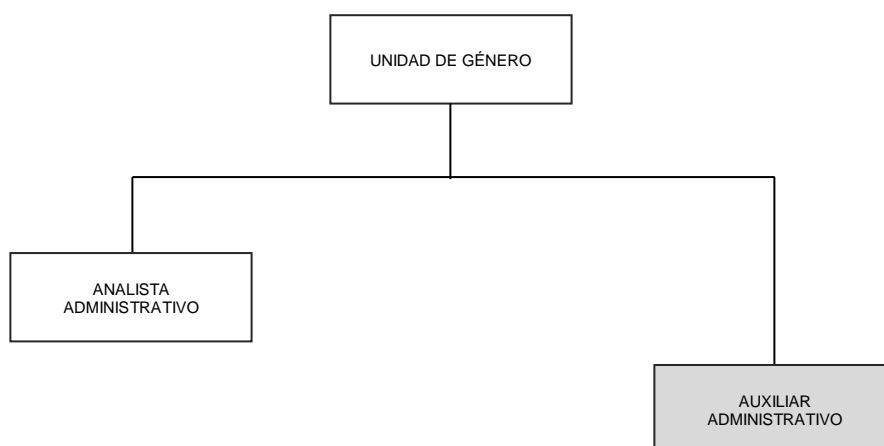 UNIDAD DE GÉNERO
ANALISTA
ADMINISTRATIVO
AUXILIAR
ADMINISTRATIVO